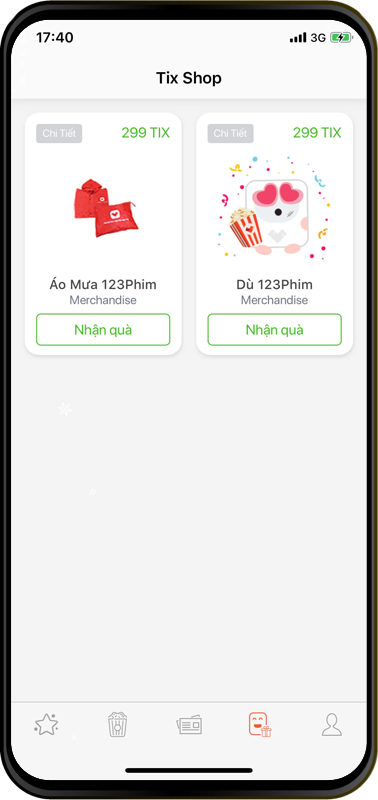 17:40
3G
Tix Shop
Chi Tiết
299 TIX
Áo Mưa 123Phim
Merchandise
Nhận quà
Chi Tiết
299 TIX
Dù 123Phim
Merchandise
Nhận quà